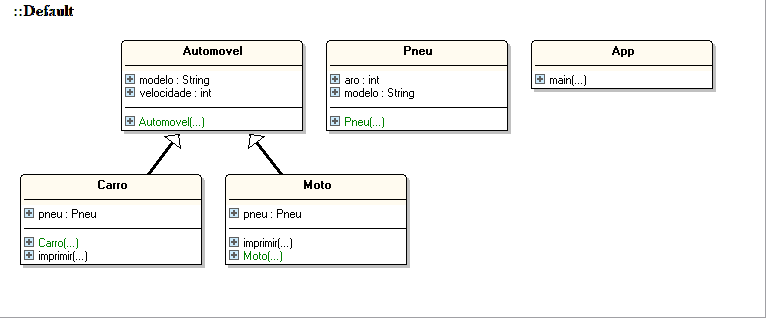 ::Default
Automovel
modelo : String
velocidade : int
Automovel(...)
Pneu
aro : int
modelo : String
Pneu(...)
App
main(...)
Carro
pneu : Pneu
Carro(...)
imprimir(...)
Moto
pneu : Pneu
imprimir(...)
Moto(...)